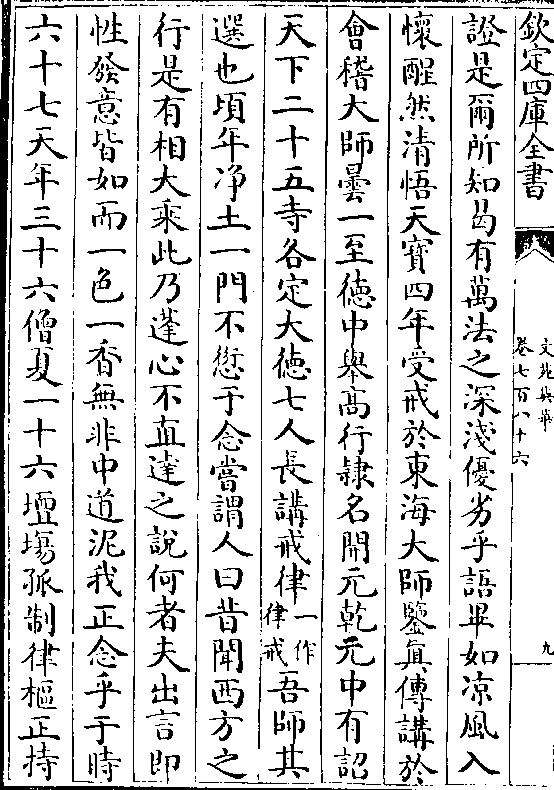 欽定四庫全書
文苑英華
卷七百八十六
九
證是爾所知曷有萬法之深淺優劣乎語畢如凉風入
懷醒然清悟天寶四年受戒於東海大師鑒真傳講於
會稽大師曇一至徳中舉髙行隷名開元乾元中有詔
天下二十五寺各定大徳七人長講戒律一作律戒吾師其
選也頃年净土一門不愆于念嘗謂人曰昔聞西方之
行是有相大乘此乃蓬心不直達之說何者夫出言即
性發意皆如而一色一香無非中道泥我正念乎于時
六十七天年三十六僧夏一十六壇塲孤制律樞正持